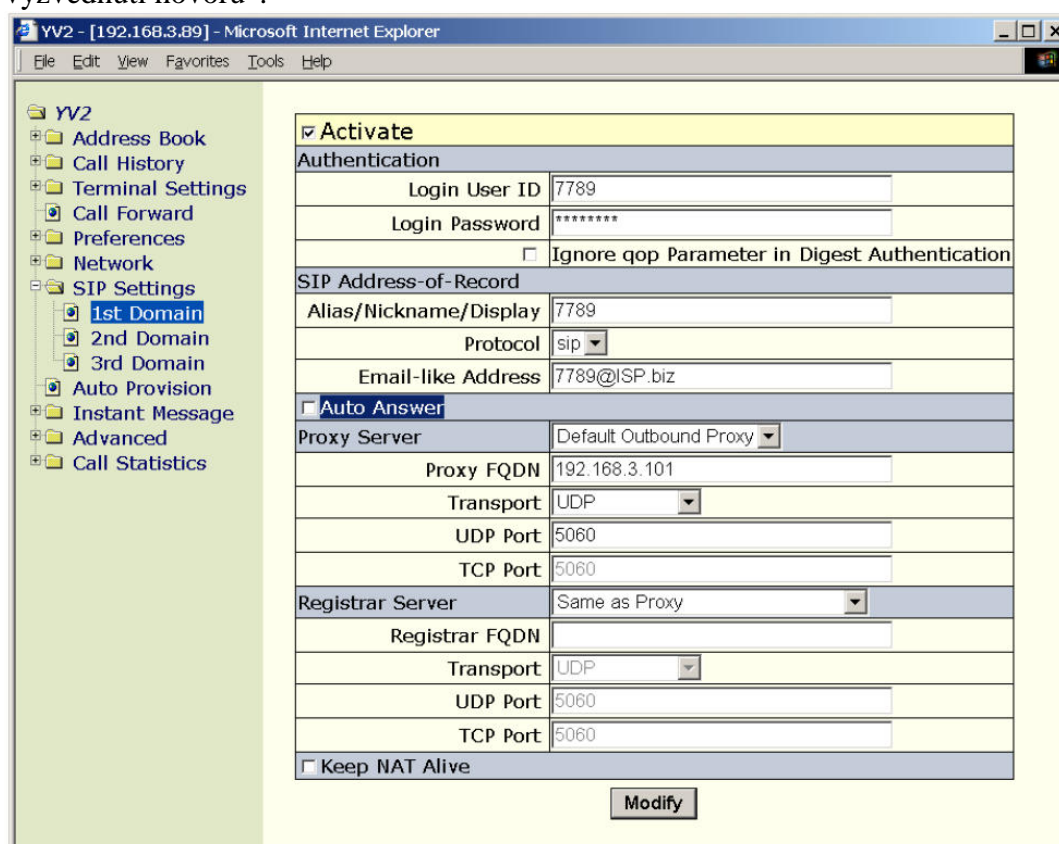 vyzvednutí hovorů".
YV2 - [192.168.3.89] - Microsoft Internet Explorer
File Edit View Favorites Tools Help
YV2
Address Book
Call History
Terminal Settings
Call Forward
Preferences
Network
SIP Settings
1st Domain
2nd Domain
3rd Domain
Auto Provision
Instant Message
Advanced
Call Statistics
Activate
Authentication
Login User ID 7789
Login Password ********
Ignore qop Parameter in Digest Authentication
SIP Address-of-Record
Alias/Nickname/Display 7789
Protocol sip
Email-like Address 7789@ISP.biz
Auto Answer
Proxy Server Default Outbound Proxy
Proxy FQDN 192.168.3.101
Transport UDP
UDP Port 5060
TCP Port 5060
Registrar Server Same as Proxy
Registrar FQDN
Transport UDP
UDP Port 5060
TCP Port 5060
Keep NAT Alive
Modify